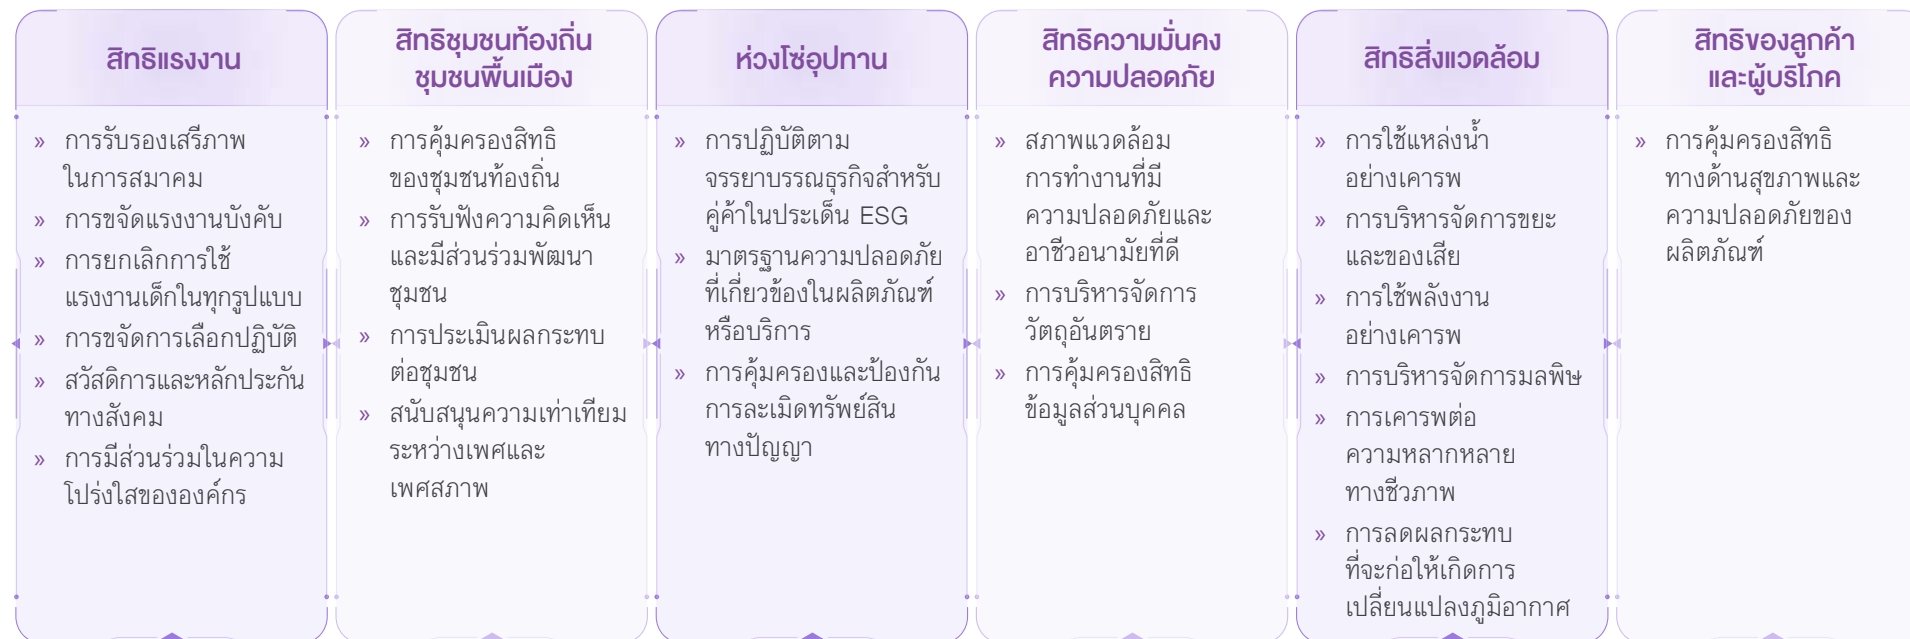 สิทธิแรงงาน
» การรับรองเสรีภาพ
ในการสมาคม
» การขจัดแรงงานบังคับ
» การยกเลิกการใช้
แรงงานเด็กในทุกรูปแบบ
» การขจัดการเลือกปฏิบัติ
» สวัสดิการและหลักประกัน
ทางสังคม
» การมีส่วนร่วมในความ
โปร่งใสขององค์กร
สิทธิชุมชนท้องถิ่น
ชุมชนพื้นเมือง
» การคุ้มครองสิทธิ
ของชุมชนท้องถิ่น
» การรับฟังความคิดเห็น
และมีส่วนร่วมพัฒนา
ชุมชน
» การประเมินผลกระทบ
ต่อชุมชน
» สนับสนุนความเท่าเทียม
ระหว่างเพศและ
เพศสภาพ
ห่วงโซ่อุปทาน
» การปฏิบัติตาม
จรรยาบรรณธุรกิจสำหรับ
คู่ค้าในประเด็น ESG
» มาตรฐานความปลอดภัย
ที่เกี่ยวข้องในผลิตภัณฑ์
หรือบริการ
» การคุ้มครองและป้องกัน
การละเมิดทรัพย์สิน
ทางปัญญา
สิทธิความมั่นคง
ความปลอดภัย
» สภาพแวดล้อม
การทำงานที่มี
ความปลอดภัยและ
อาชีวอนามัยที่ดี
» การบริหารจัดการ
วัตถุอันตราย
» การคุ้มครองสิทธิ
ข้อมูลส่วนบุคคล
สิทธิสิ่งแวดล้อม
» การใช้แหล่งน้ำ
อย่างเคารพ
» การบริหารจัดการขยะ
และของเสีย
» การใช้พลังงาน
อย่างเคารพ
» การบริหารจัดการมลพิษ
» การเคารพต่อ
ความหลากหลาย
ทางชีวภาพ
» การลดผลกระทบ
ที่จะก่อให้เกิดการ
เปลี่ยนแปลงภูมิอากาศ
สิทธิของลูกค้า
และผู้บริโภค
» การคุ้มครองสิทธิ
ทางด้านสุขภาพและ
ความปลอดภัยของ
ผลิตภัณฑ์